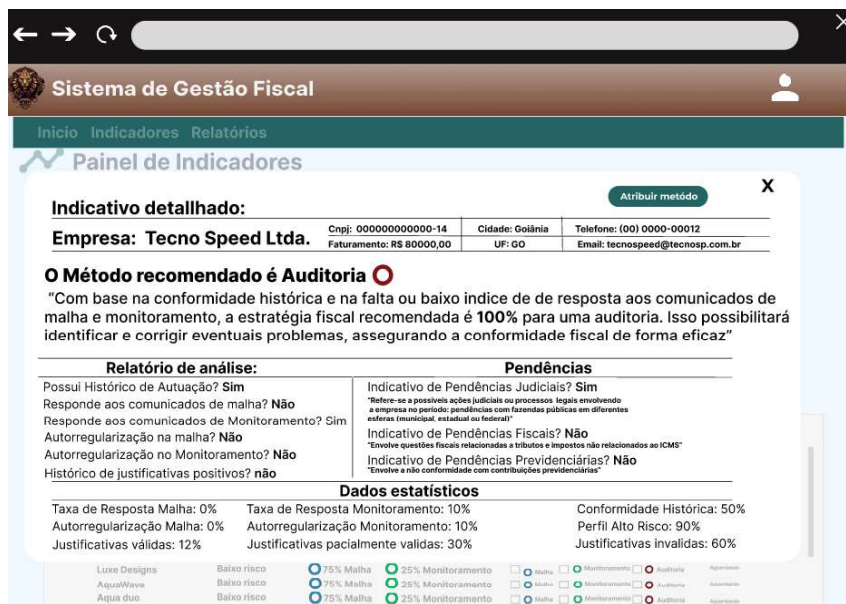 Sistema de Gestão Fiscal
Inicio Indicadores Relatórios
Painel de Indicadores
X
Atribuir metódo
Indicativo detallhado:
Empresa: Tecno Speed Ltda.
Cnpj: 000000000000-14 Cidade: Goiânia Telefone: (00) 0000-00012
Faturamento: R$ 80000,00 UF: GO Email: tecnospeed@tecnosp.com.br
O Método recomendado é Auditoria
"Com base na conformidade histórica e na falta ou baixo indice de de resposta aos comunicados de
malha e monitoramento, a estratégia fiscal recomendada é 100% para uma auditoria. Isso possibilitará
identificar e corrigir eventuais problemas, assegurando a conformidade fiscal de forma eficaz"
Relatório de análise:
Possui Histórico de Autuação? Sim
Responde aos comunicados de malha? Não
Responde aos comunicados de Monitoramento? Sim
Autorregularização na malha? Não
Autorregularização no Monitoramento? Não
Histórico de justificativas positivos? não
Pendências
Indicativo de Pendências Judiciais? Sim
"Refere-se a possiveis ações judiciais ou processos legais envolvendo
a empresa no período: pendências com fazendas públicas em diferentes
esferas (municipal, estadual ou federal)"
Indicativo de Pendências Fiscais? Não
"Envolve questões fiscais relacionadas a tributos e impostos não relacionados ao ICMS"
Indicativo de Pendências Previdenciárias? Não
"Envolve a não conformidade com contribuições previdenciárias"
Dados estatísticos
Taxa de Resposta Malha: 0% Taxa de Resposta Monitoramento: 10% Conformidade Histórica: 50%
Autorregularização Malha: 0% Autorregularização Monitoramento: 10% Perfil Alto Risco: 90%
Justificativas válidas: 12% Justificativas pacialmente validas: 30% Justificativas invalidas: 60%
Luxe Designs Baixo risco 75% Malha 25% Monitoramento Malha Monitoramento Auditoria
AquaWave Baixo risco 75% Malha 25% Monitoramento Malha Monitoramento Auditoria
Aqua duo Baixo risco 75% Malha 25% Monitoramento Malha Monitoramento Auditoria